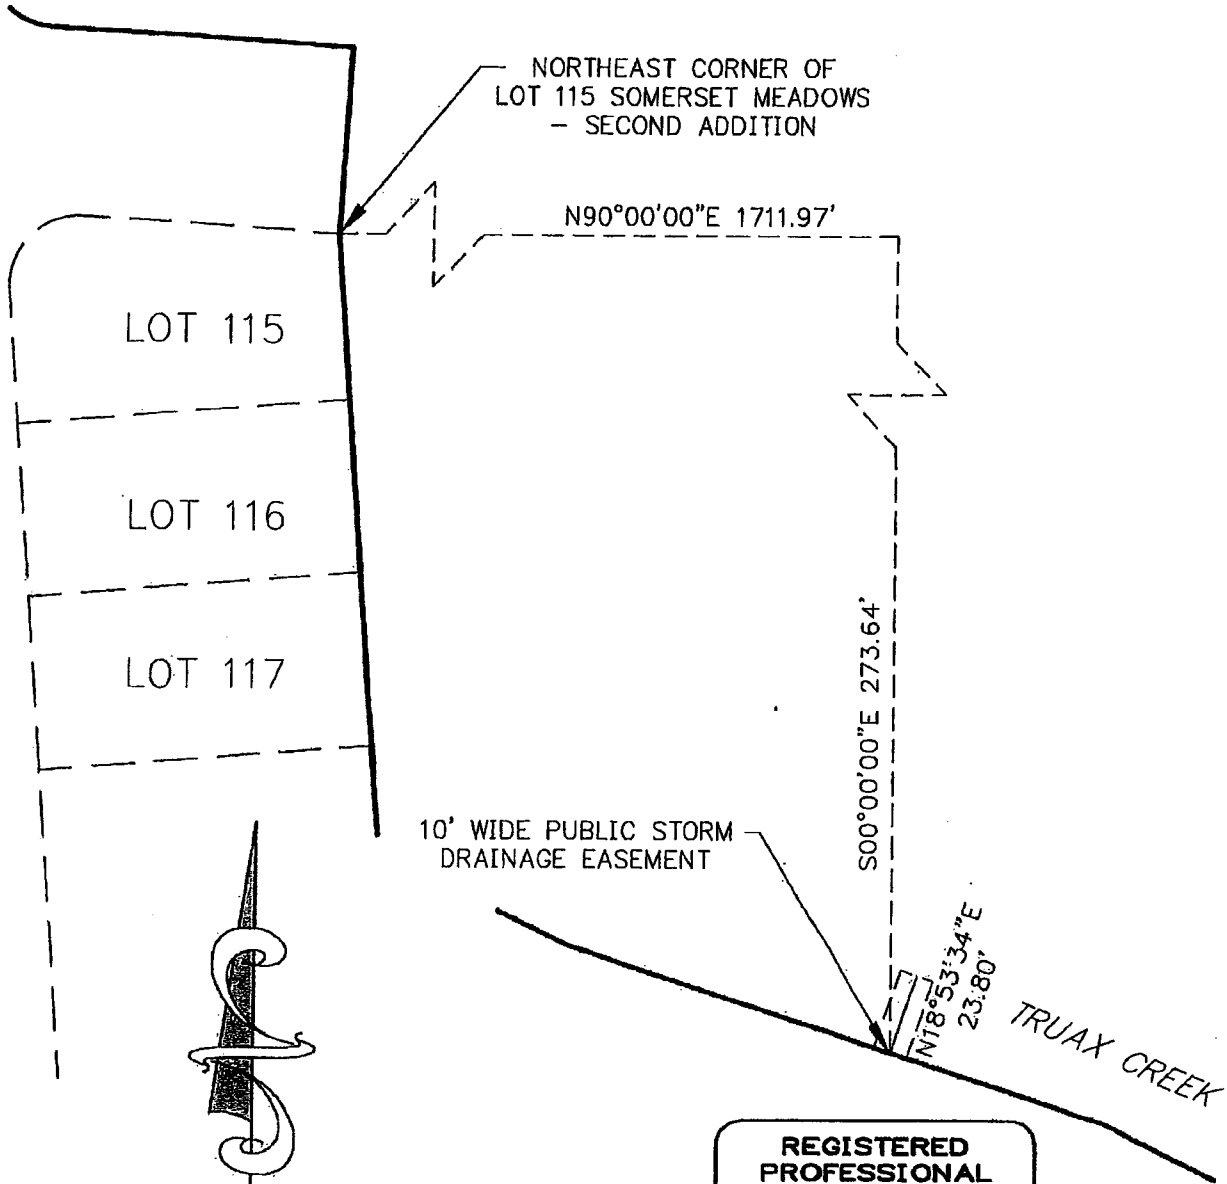 NORTHEAST CORNER OF
LOT 115 SOMERSET MEADOWS
– SECOND ADDITION
N90°00'00"E 1711.97'
LOT 115
LOT 116
LOT 117
S00°00'00"E 273.64'
10' WIDE PUBLIC STORM
DRAINAGE EASEMENT
N18°53'34"E
23.80'
TRUAX CREEK
REGISTERED
PROFESSIONAL